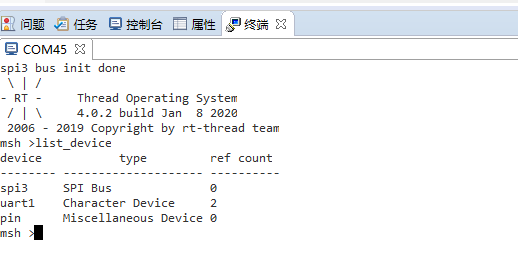 问题 任务 控制台 属性 终端
COM45
spi3 bus init done
 \ | /
- RT -     Thread Operating System
 / | \     4.0.2 build Jan  8 2020
 2006 - 2019 Copyright by rt-thread team
msh >list_device
device           type         ref count
-------- -------------------- ----------
spi3     SPI Bus              0
uart1    Character Device     2
pin      Miscellaneous Device 0
msh >